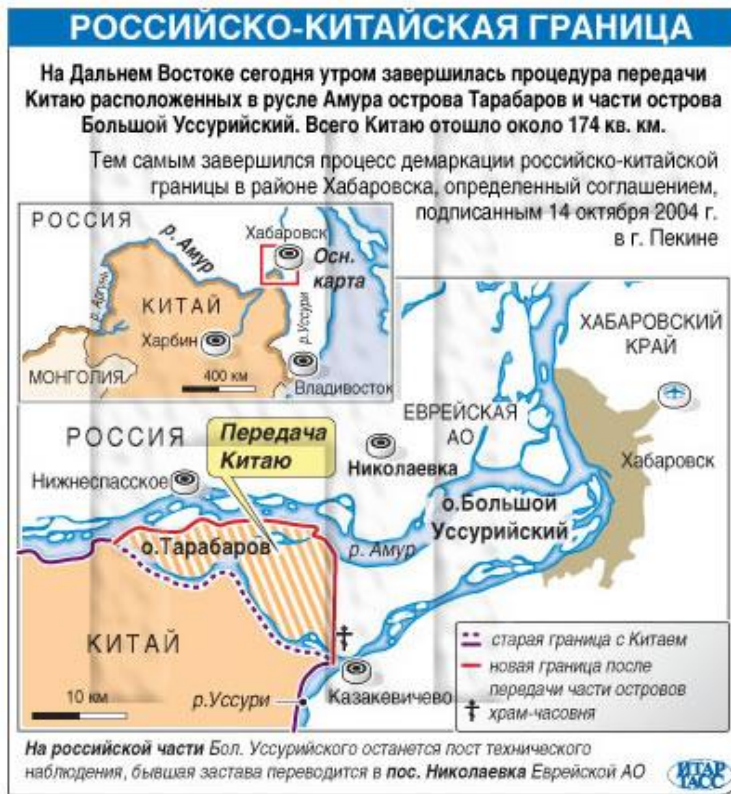 РОССИЙСКО-КИТАЙСКАЯ ГРАНИЦА
На Дальнем Востоке сегодня утром завершилась процедура передачи
Китаю расположенных в русле Амура острова Тарабаров и части острова
Большой Уссурийский. Всего Китаю отошло около 174 кв. км.
Тем самым завершился процесс демаркации российско-китайской
границы в районе Хабаровска, определенный соглашением,
подписанным 14 октября 2004 г.
в г. Пекине
РОССИЯ
р. Амур
Хабаровск
Осн.
карта
р. Аргунь
КИТАЙ
р.Уссури
Харбин
МОНГОЛИЯ
400 км
Владивосток
ХАБАРОВСКИЙ
КРАЙ
ЕВРЕЙСКАЯ
АО
РОССИЯ
Передача
Китаю
Николаевка
Хабаровск
Нижнеспасское
о.Большой
Уссурийский
о.Тарабаров
р. Амур
КИТАЙ
10 км
р.Уссури
Казакевичево
старая граница с Китаем
новая граница после
передачи части островов
храм-часовня
На российской части Бол. Уссурийского останется пост технического
наблюдения, бывшая застава переводится в пос. Николаевка Еврейской АО
ИТАР
ТАСС